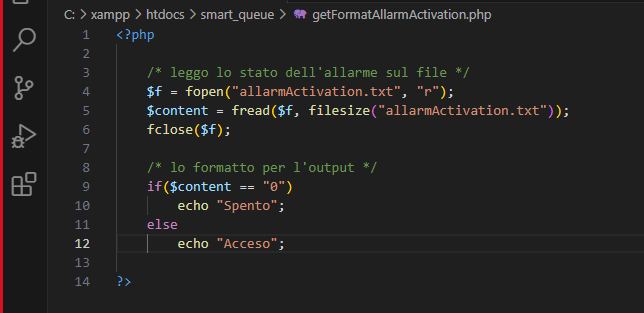 C: > xampp > htdocs > smart_queue > getFormatAllarmActivation.php
1 <?php
2
3 /* leggo lo stato dell'allarme sul file */
4 $f = fopen("allarmActivation.txt", "r");
5 $content = fread($f, filesize("allarmActivation.txt"));
6 fclose($f);
7
8 /* lo formatto per l'output */
9 if($content == "0")
10 echo "Spento";
11 else
12 echo "Acceso";
13
14 ?>